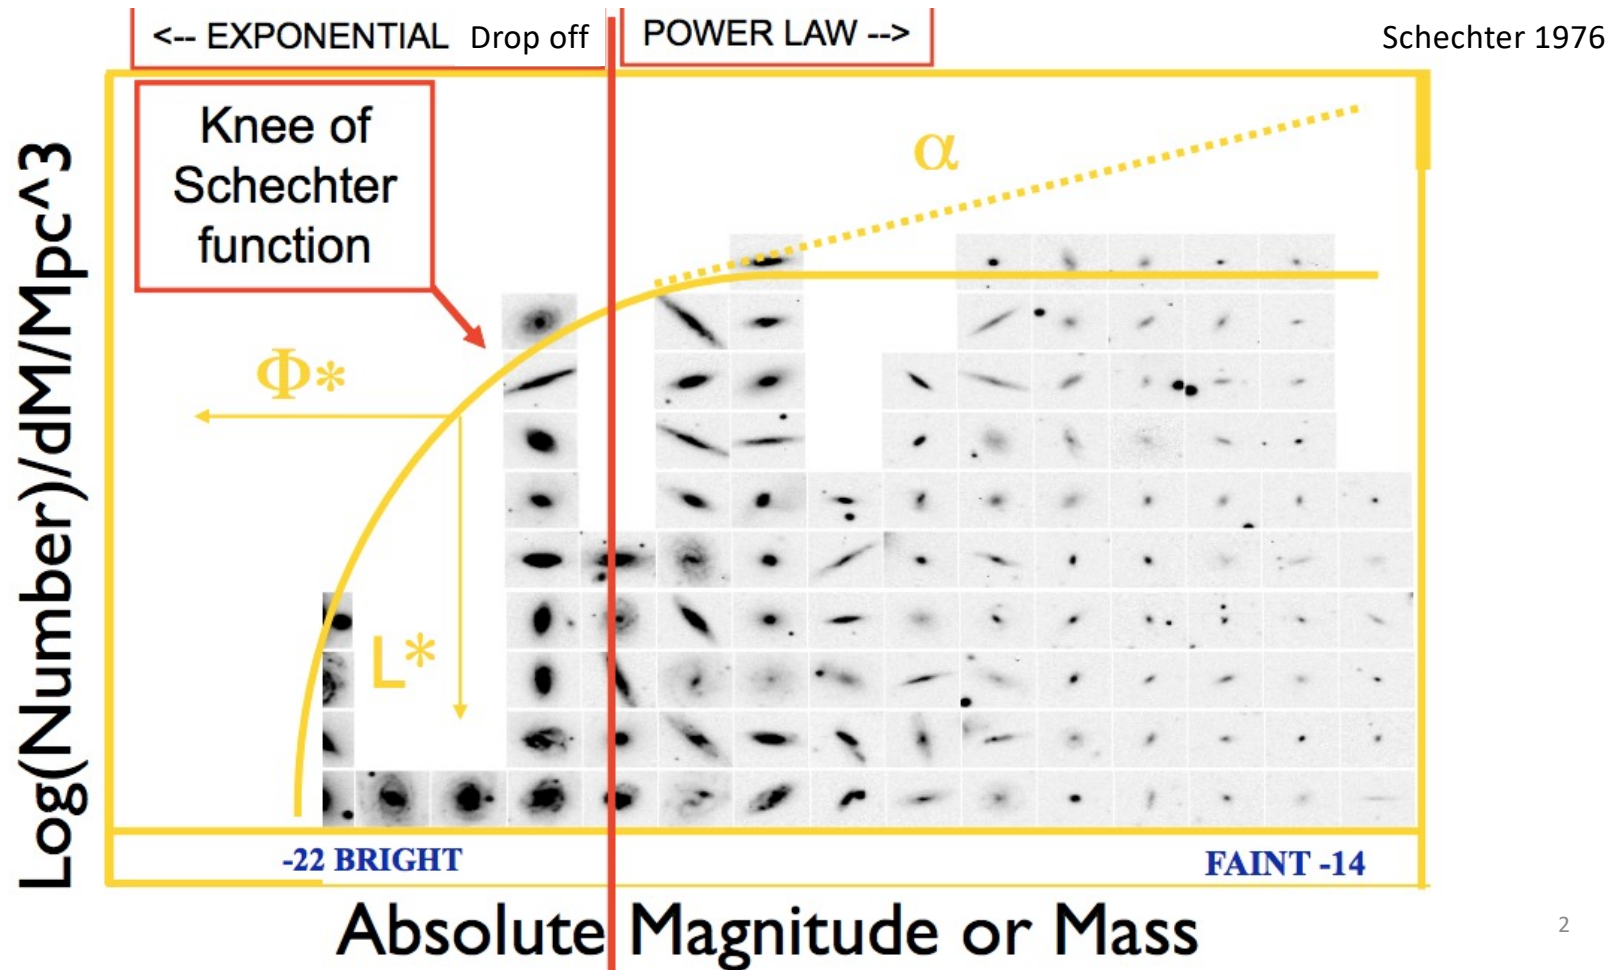 <-- EXPONENTIAL Drop off
POWER LAW -->
Schechter 1976
Knee of
Schechter
function
α
Φ*
L*
Log(Number)/dM/Mpc^3
-22 BRIGHT
FAINT -14
Absolute Magnitude or Mass
2